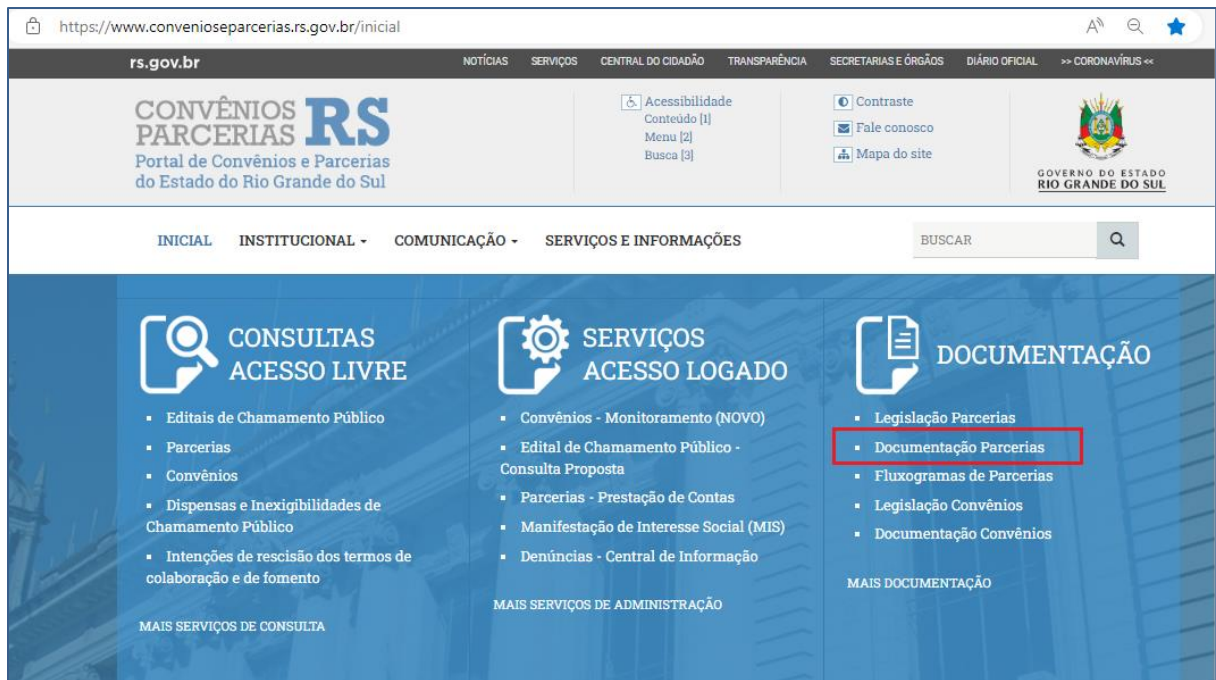 https://www.convenioseparcerias.rs.gov.br/inicial
rs.gov.br
NOTÍCIAS SERVIÇOS CENTRAL DO CIDADÃO TRANSPARÊNCIA SECRETARIAS E ÓRGÃOS DIÁRIO OFICIAL >> CORONAVÍRUS <<
CONVÊNIOS
PARCERIAS RS
Portal de Convênios e Parcerias
do Estado do Rio Grande do Sul
Acessibilidade
Conteúdo [1]
Menu [2]
Busca [3]
Contraste
Fale conosco
Mapa do site
GOVERNO DO ESTADO
RIO GRANDE DO SUL
INICIAL INSTITUCIONAL COMUNICAÇÃO SERVIÇOS E INFORMAÇÕES BUSCAR
CONSULTAS
ACESSO LIVRE
Editais de Chamamento Público
Parcerias
Convênios
Dispensas e Inexigibilidades de
Chamamento Público
Intenções de rescisão dos termos de
colaboração e de fomento
MAIS SERVIÇOS DE CONSULTA
SERVIÇOS
ACESSO LOGADO
Convênios - Monitoramento (NOVO)
Edital de Chamamento Público -
Consulta Proposta
Parcerias - Prestação de Contas
Manifestação de Interesse Social (MIS)
Denúncias - Central de Informação
MAIS SERVIÇOS DE ADMINISTRAÇÃO
DOCUMENTAÇÃO
Legislação Parcerias
Documentação Parcerias
Fluxogramas de Parcerias
Legislação Convênios
Documentação Convênios
MAIS DOCUMENTAÇÃO